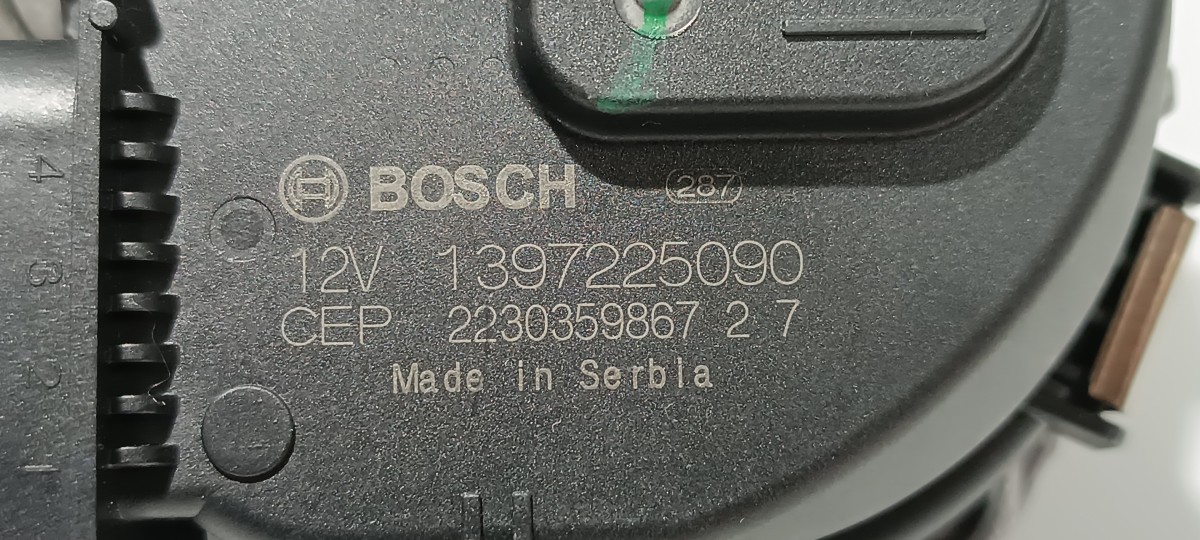 BOSCH 287
12V 1397225090
CEP 2230359867 2 7
Made in Serbia
4
3
2
1